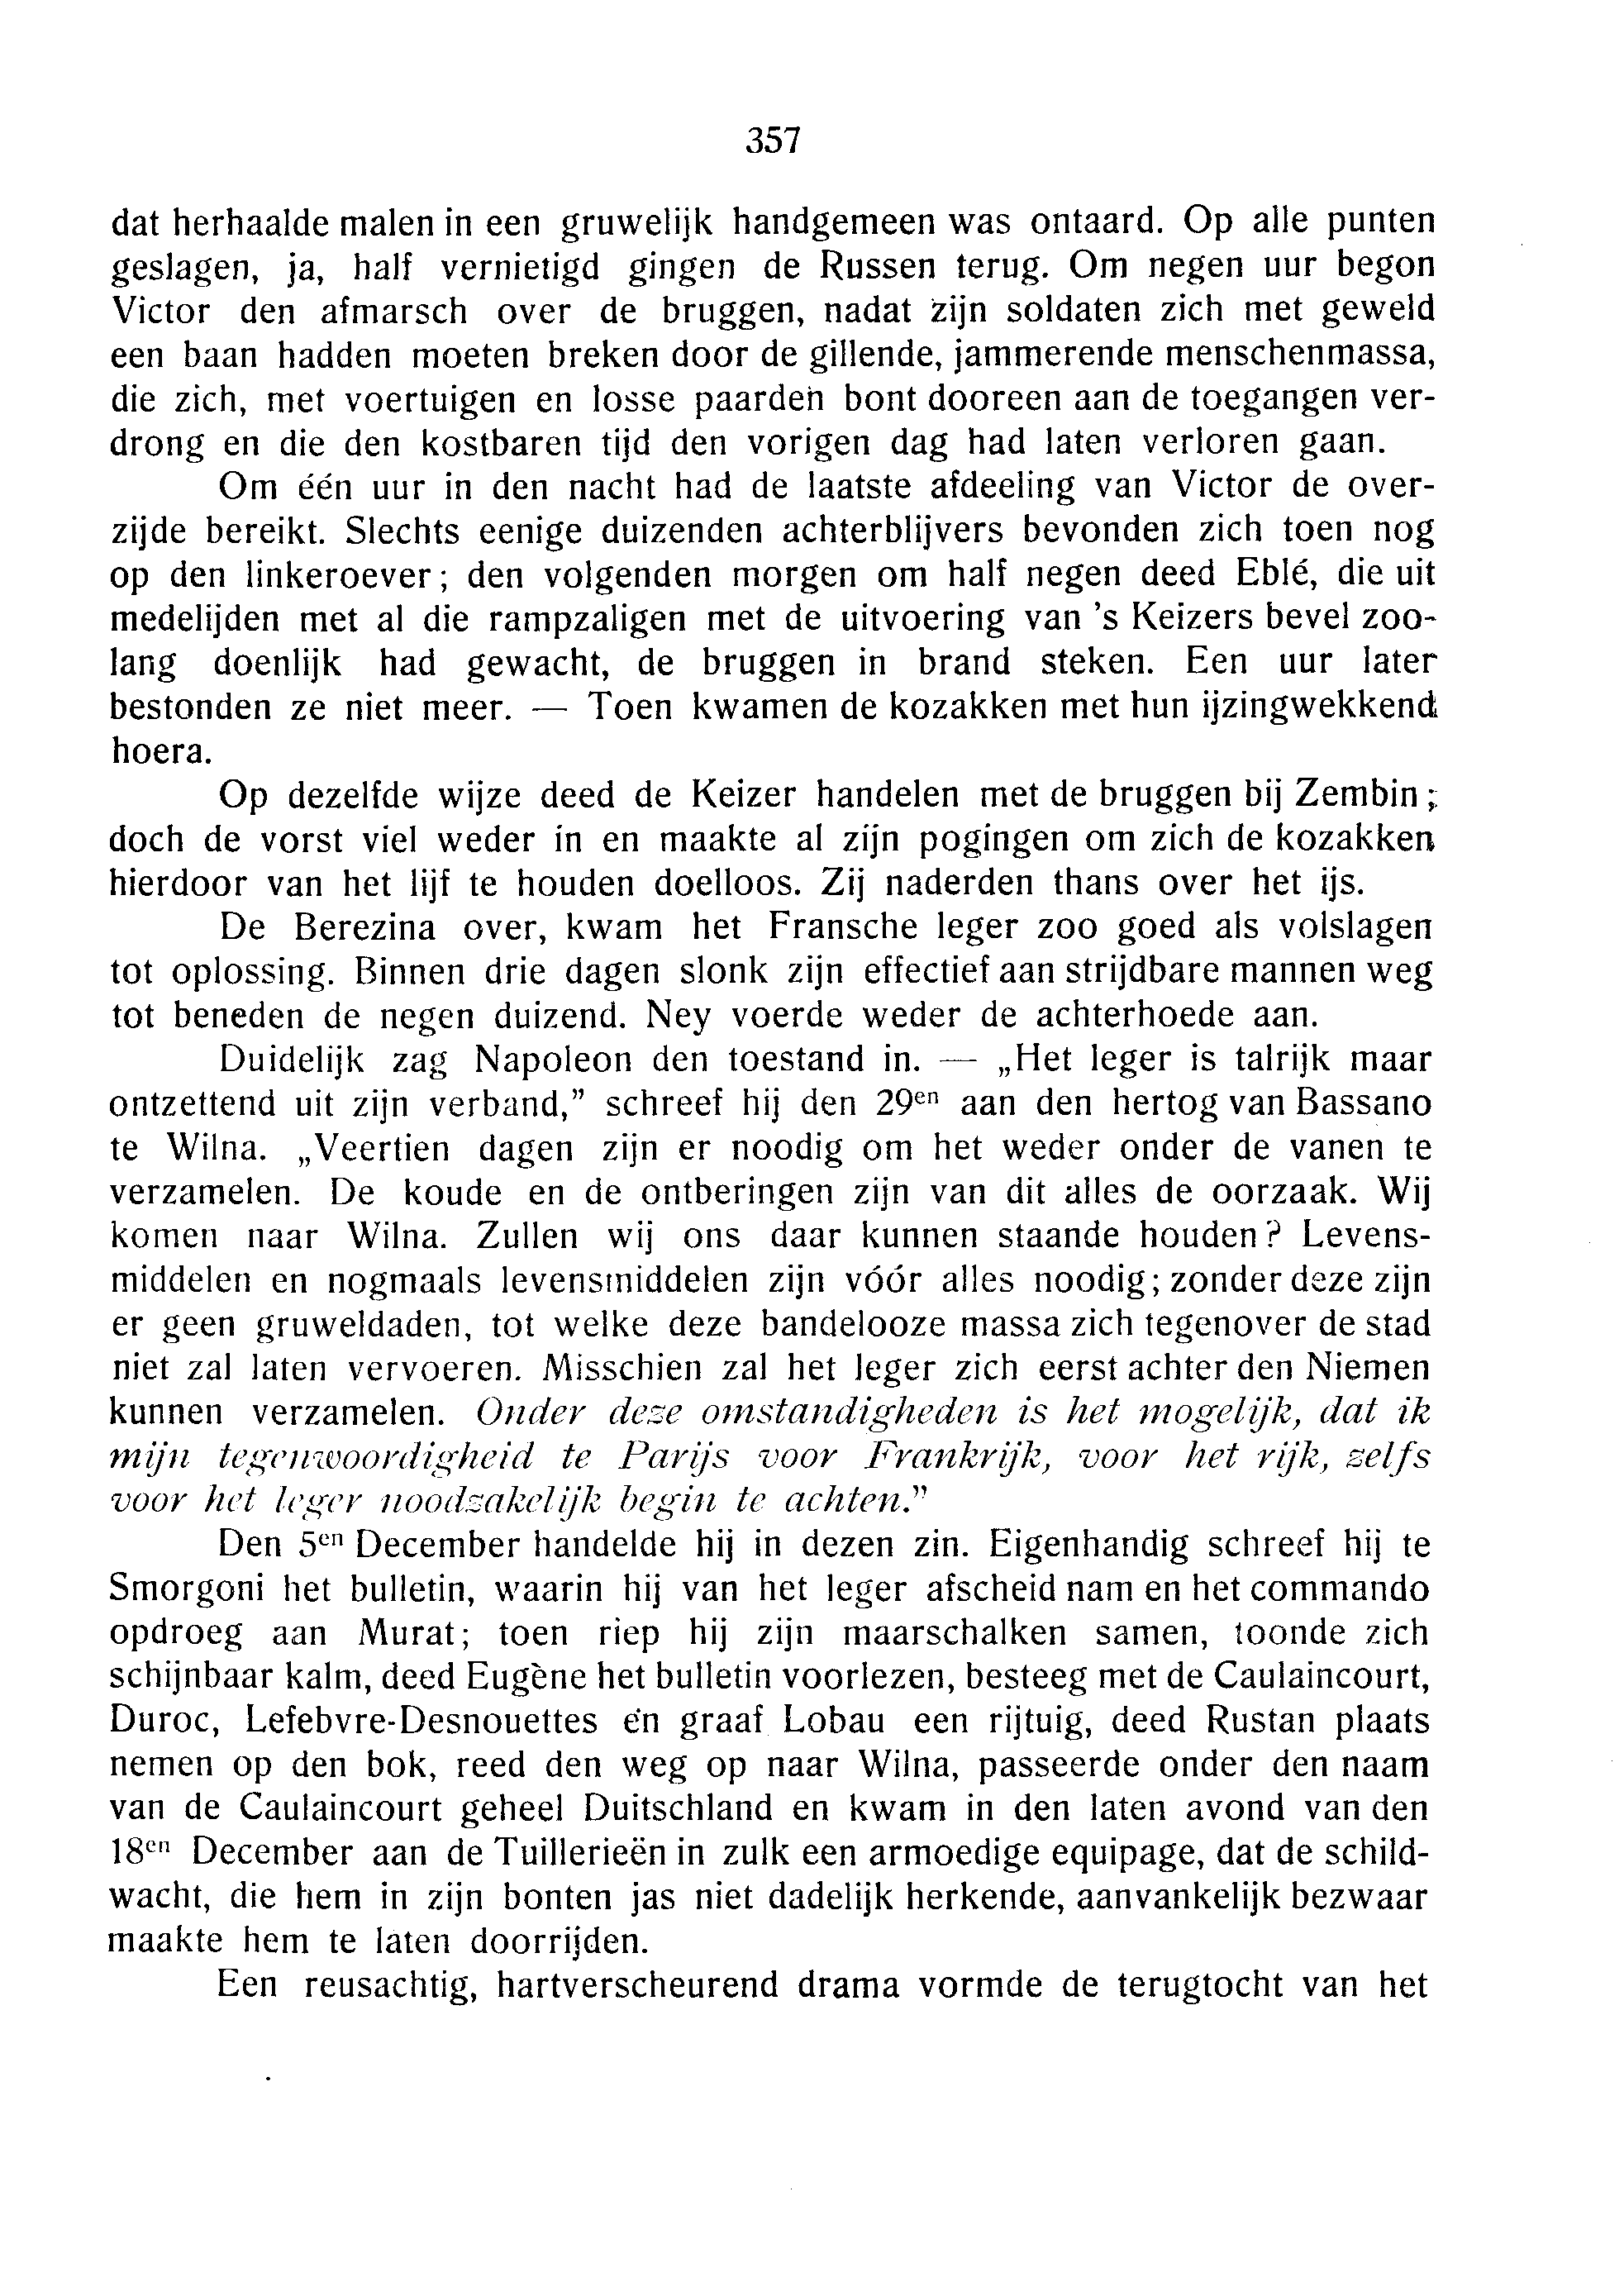 357
dat herhaalde malen in een gruwelijk handgemeen was ontaard. Op alle punten
geslagen, ja, half vernietigd gingen de Russen terug. Om negen uur begon
Victor den afmarsch over de bruggen, nadat zijn soldaten zich met geweld
een baan hadden moeten breken door de gillende, jammerende menschenmassa,
die zich, met voertuigen en losse paarden bont dooreen aan de toegangen ver-
drong en die den kostbaren tijd den vorigen dag had laten verloren gaan.
Om één uur in den nacht had de laatste afdeeling van Victor de over-
zijde bereikt. Slechts eenige duizenden achterblijvers bevonden zich toen nog
op den linkeroever; den volgenden morgen om half negen deed Eblé, die uit
medelijden met al die rampzaligen met de uitvoering van 's Keizers bevel zoo-
lang doenlijk had gewacht, de bruggen in brand steken. Een uur later
bestonden ze niet meer. — Toen kwamen de kozakken met hun ijzingwekkend
hoera.
Op dezelfde wijze deed de Keizer handelen met de bruggen bij Zembin;
doch de vorst viel weder in en maakte al zijn pogingen om zich de kozakken
hierdoor van het lijf te houden doelloos. Zij naderden thans over het ijs.
De Berezina over, kwam het Fransche leger zoo goed als volslagen
tot oplossing. Binnen drie dagen slonk zijn effectief aan strijdbare mannen weg
tot beneden de negen duizend. Ney voerde weder de achterhoede aan.
Duidelijk zag Napoleon den toestand in. — „Het leger is talrijk maar
ontzettend uit zijn verband,” schreef hij den 29en aan den hertog van Bassano
te Wilna. „Veertien dagen zijn er noodig om het weder onder de vanen te
verzamelen. De koude en de ontberingen zijn van dit alles de oorzaak. Wij
komen naar Wilna. Zullen wij ons daar kunnen staande houden? Levens-
middelen en nogmaals levensmiddelen zijn vóór alles noodig; zonder deze zijn
er geen gruweldaden, tot welke deze bandelooze massa zich tegenover de stad
niet zal laten vervoeren. Misschien zal het leger zich eerst achter den Niemen
kunnen verzamelen. Onder deze omstandigheden is het mogelijk, dat ik
mijn tegenwoordigheid te Parijs voor Frankrijk, voor het rijk, zelfs
voor het leger noodzakelijk begin te achten.”
Den 5en December handelde hij in dezen zin. Eigenhandig schreef hij te
Smorgoni het bulletin, waarin hij van het leger afscheid nam en het commando
opdroeg aan Murat; toen riep hij zijn maarschalken samen, toonde zich
schijnbaar kalm, deed Eugène het bulletin voorlezen, besteeg met de Caulaincourt,
Duroc, Lefebvre-Desnouettes en graaf Lobau een rijtuig, deed Rustan plaats
nemen op den bok, reed den weg op naar Wilna, passeerde onder den naam
van de Caulaincourt geheel Duitschland en kwam in den laten avond van den
18en December aan de Tuillerieën in zulk een armoedige equipage, dat de schild-
wacht, die hem in zijn bonten jas niet dadelijk herkende, aanvankelijk bezwaar
maakte hem te laten doorrijden.
Een reusachtig, hartverscheurend drama vormde de terugtocht van het